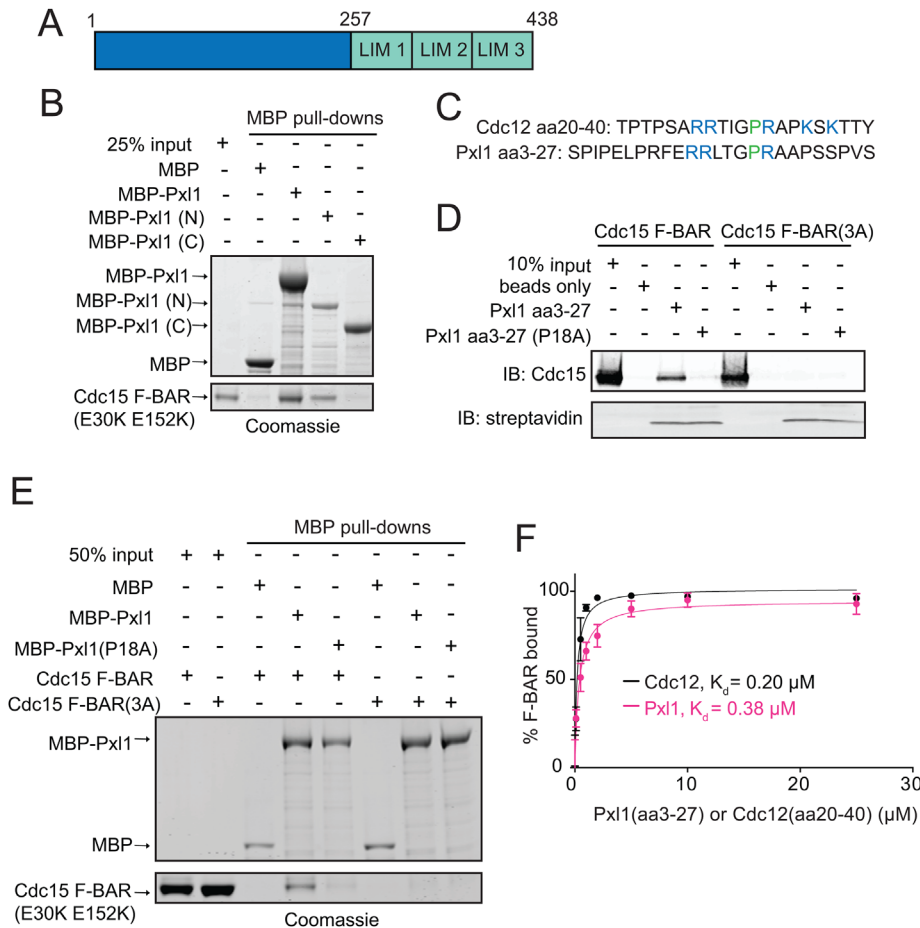 A
1 257 438
LIM 1 LIM 2 LIM 3
B
MBP pull-downs
25% input + - - - -
MBP - + - - -
MBP-Pxl1 - - + - -
MBP-Pxl1 (N) - - - + -
MBP-Pxl1 (C) - - - - +
MBP-Pxl1→
MBP-Pxl1 (N)→
MBP-Pxl1 (C)→
MBP→
Cdc15 F-BAR→
(E30K E152K)
Coomassie
C
Cdc12 aa20-40: TPTPSARRTIGPRAPKSKTTY
Pxl1 aa3-27: SPIPELPRFERRLTGPRAAPSSPVS
D
Cdc15 F-BAR Cdc15 F-BAR(3A)
10% input + - - - + - - -
beads only - + - - - + - -
Pxl1 aa3-27 - - + - - - + -
Pxl1 aa3-27 (P18A) - - - + - - - +
IB: Cdc15
IB: streptavidin
E
MBP pull-downs
50% input + + - - - - - -
MBP - - + - - + - -
MBP-Pxl1 - - - + - - + -
MBP-Pxl1(P18A) - - - - + - - +
Cdc15 F-BAR + - + + + - - -
Cdc15 F-BAR(3A) - + - - - + + +
MBP-Pxl1→
MBP→
Cdc15 F-BAR→
(E30K E152K)
Coomassie
F
% F-BAR bound
100
50
0
Cdc12, Kd = 0.20 µM
Pxl1, Kd = 0.38 µM
0 10 20 30
Pxl1(aa3-27) or Cdc12(aa20-40) (µM)